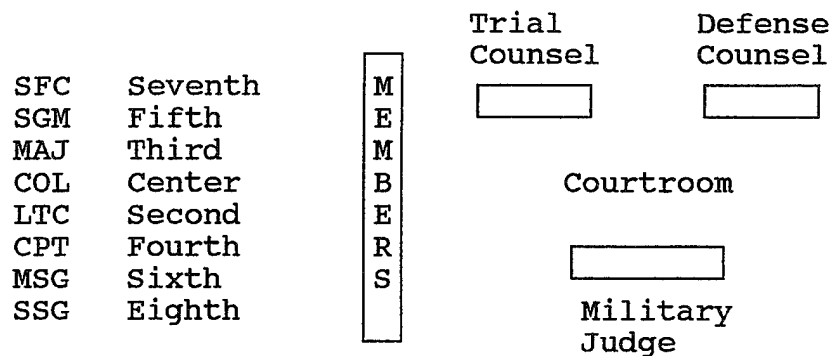 Trial Defense
Counsel Counsel
SFC Seventh M
SGM Fifth E
MAJ Third M
COL Center B Courtroom
LTC Second E
CPT Fourth R
MSG Sixth S
SSG Eighth Military
Judge